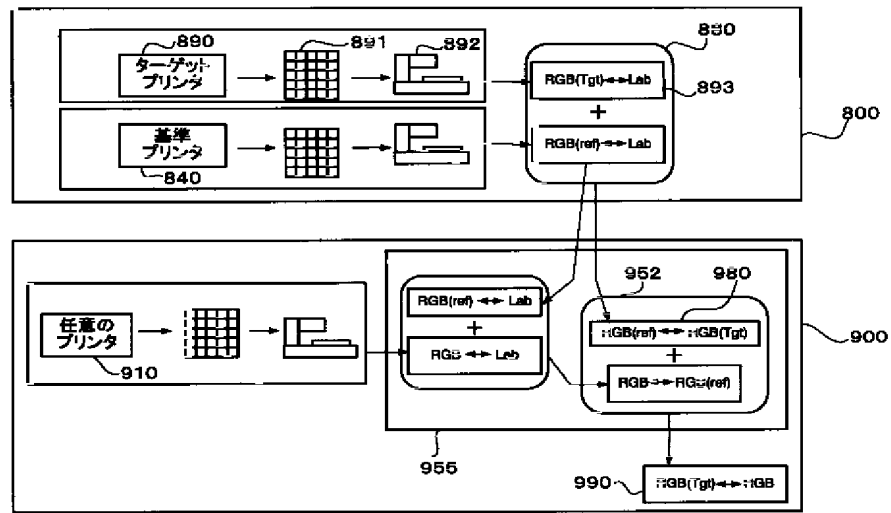 890
ターゲット
プリンタ
891
892
880
RGB(Tgt)↔Lab
893
+
800
基準
プリンタ
840
RGB(ref)↔Lab
任意の
プリンタ
910
RGB(ref) ↔ Lab
+
RGB ↔ Lab
952
980
RGB(ref) ↔ RGB(Tgt)
+
RGB↔RGB(ref)
900
955
990
RGB(Tgt)↔RGB